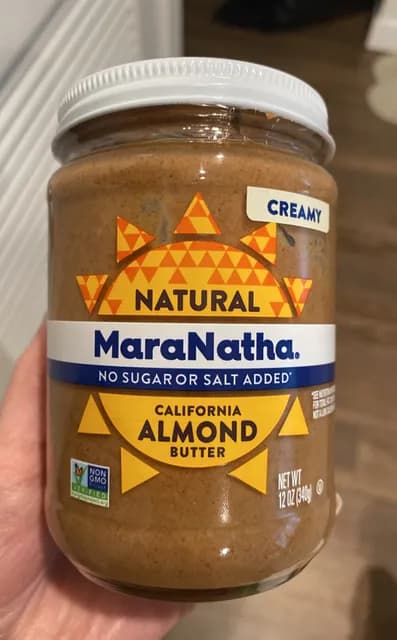 CREAMY
NATURAL
MaraNatha.
NO SUGAR OR SALT ADDED*
CALIFORNIA
ALMOND
BUTTER
NON
GMO
NET WT
12 OZ (340g)